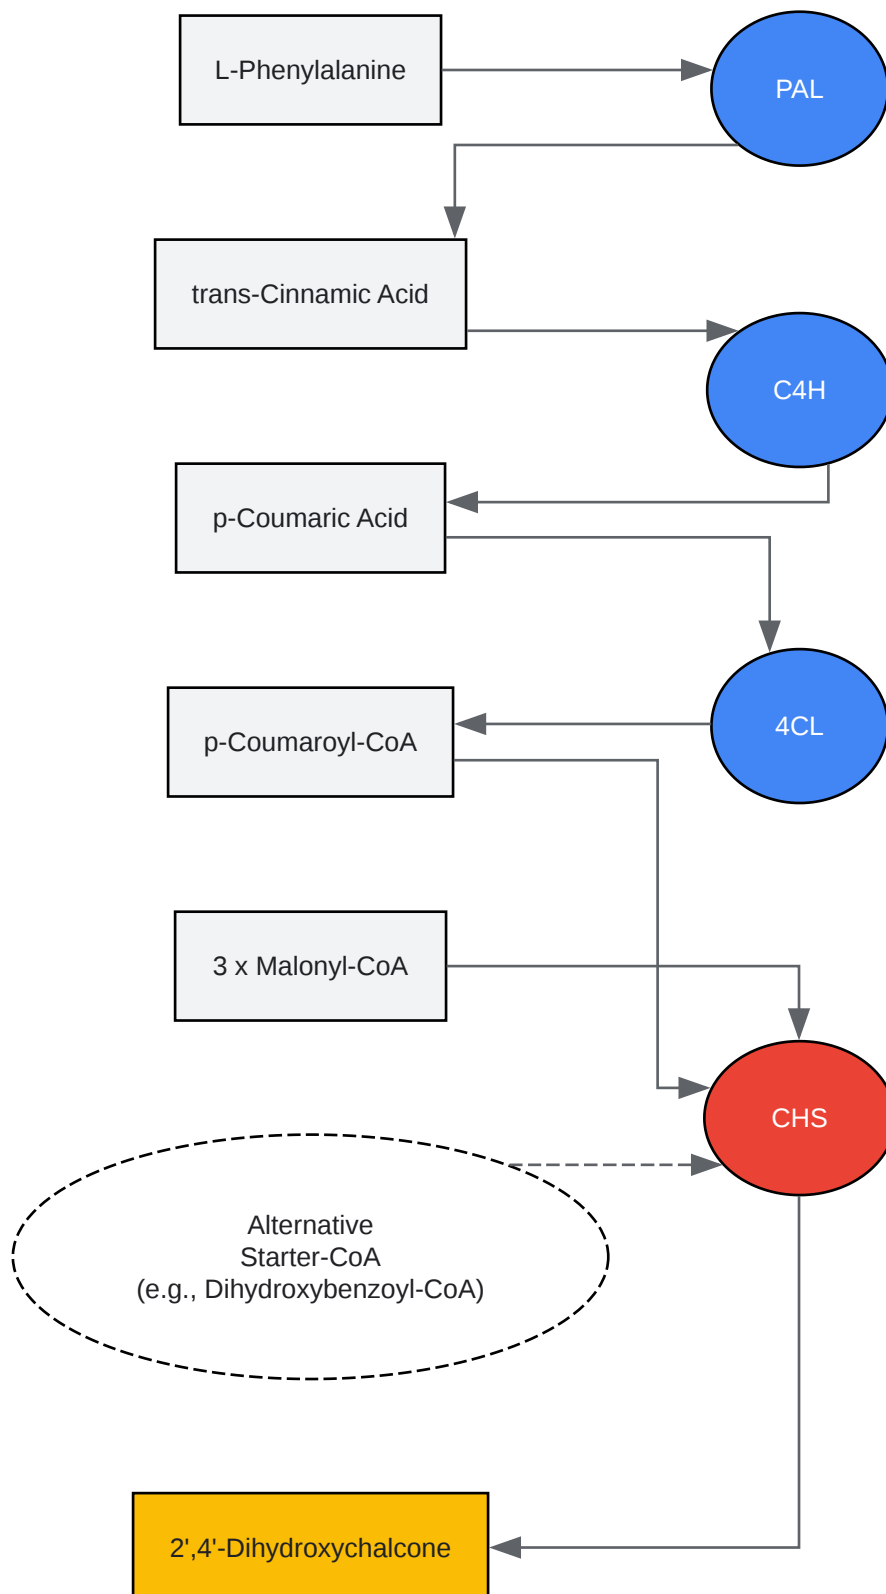 L-Phenylalanine
PAL
trans-Cinnamic Acid
C4H
p-Coumaric Acid
4CL
p-Coumaroyl-CoA
3 x Malonyl-CoA
CHS
Alternative
Starter-CoA
(e.g., Dihydroxybenzoyl-CoA)
2',4'-Dihydroxychalcone